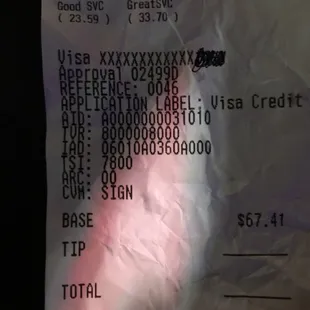 Good SVC GreatSVC
( 23.59 ) ( 33.70 )
Visa XXXXXXXXXXXX
Approval 02499D
REFERENCE: 0046
APPLICATION LABEL: Visa Credit
AID: A0000000031010
TVR: 8000008000
IAD: 06010A0360A000
TSI: 7800
ARC: 00
CVM: SIGN
BASE $67.41
TIP
TOTAL